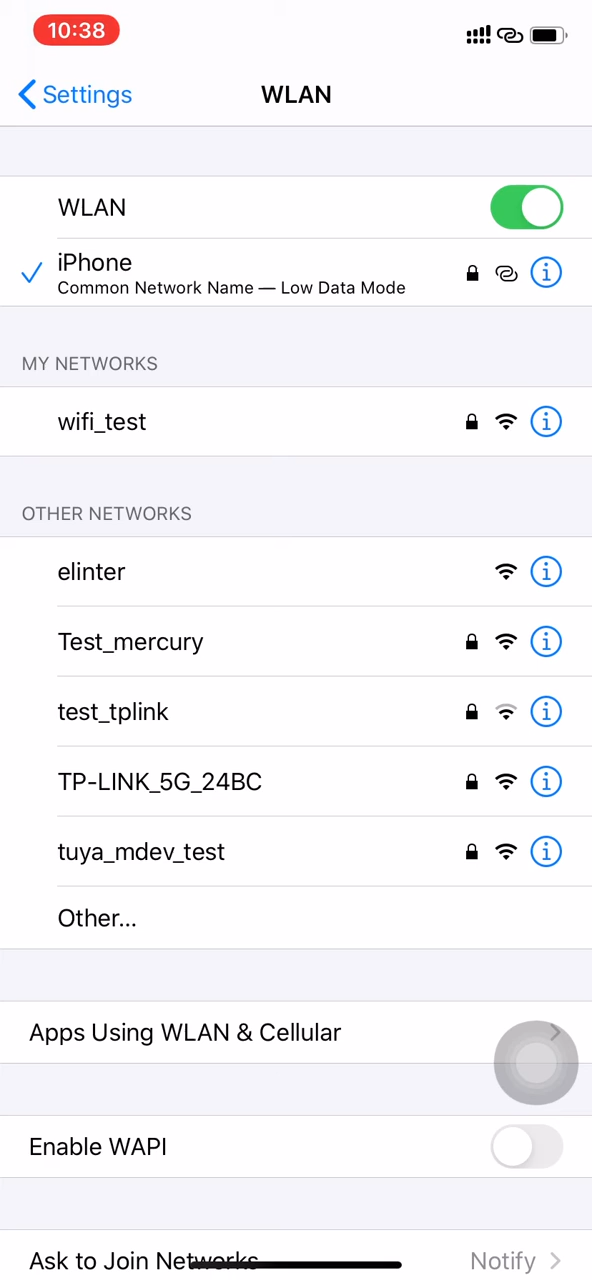 10:38
Settings
WLAN
WLAN
iPhone
Common Network Name — Low Data Mode
MY NETWORKS
wifi_test
OTHER NETWORKS
elinter
Test_mercury
test_tplink
TP-LINK_5G_24BC
tuya_mdev_test
Other...
Apps Using WLAN & Cellular
Enable WAPI
Ask to Join Networks
Notify